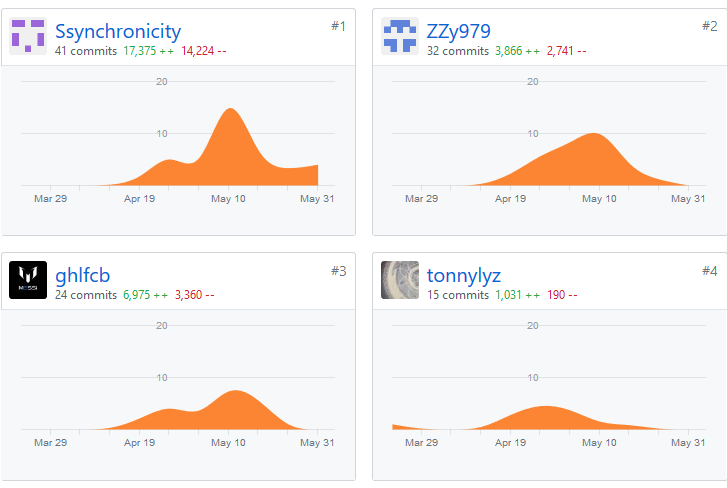 Ssynchronicity #1
41 commits 17,375 ++ 14,224 --
20
10
Mar 29 Apr 19 May 10 May 31
ZZy979 #2
32 commits 3,866 ++ 2,741 --
20
10
Mar 29 Apr 19 May 10 May 31
MESSI
ghlfcb #3
24 commits 6,975 ++ 3,360 --
20
10
Mar 29 Apr 19 May 10 May 31
tonnylyz #4
15 commits 1,031 ++ 190 --
20
10
Mar 29 Apr 19 May 10 May 31